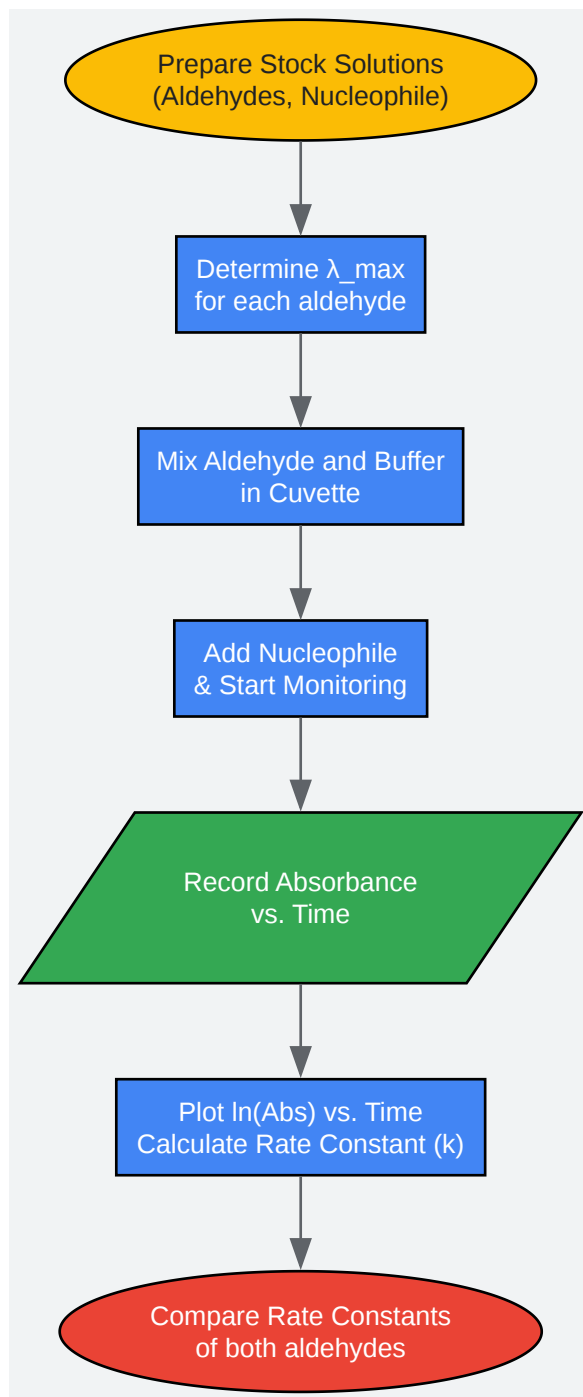 Prepare Stock Solutions
(Aldehydes, Nucleophile)
Determine λ_max
for each aldehyde
Mix Aldehyde and Buffer
in Cuvette
Add Nucleophile
& Start Monitoring
Record Absorbance
vs. Time
Plot ln(Abs) vs. Time
Calculate Rate Constant (k)
Compare Rate Constants
of both aldehydes